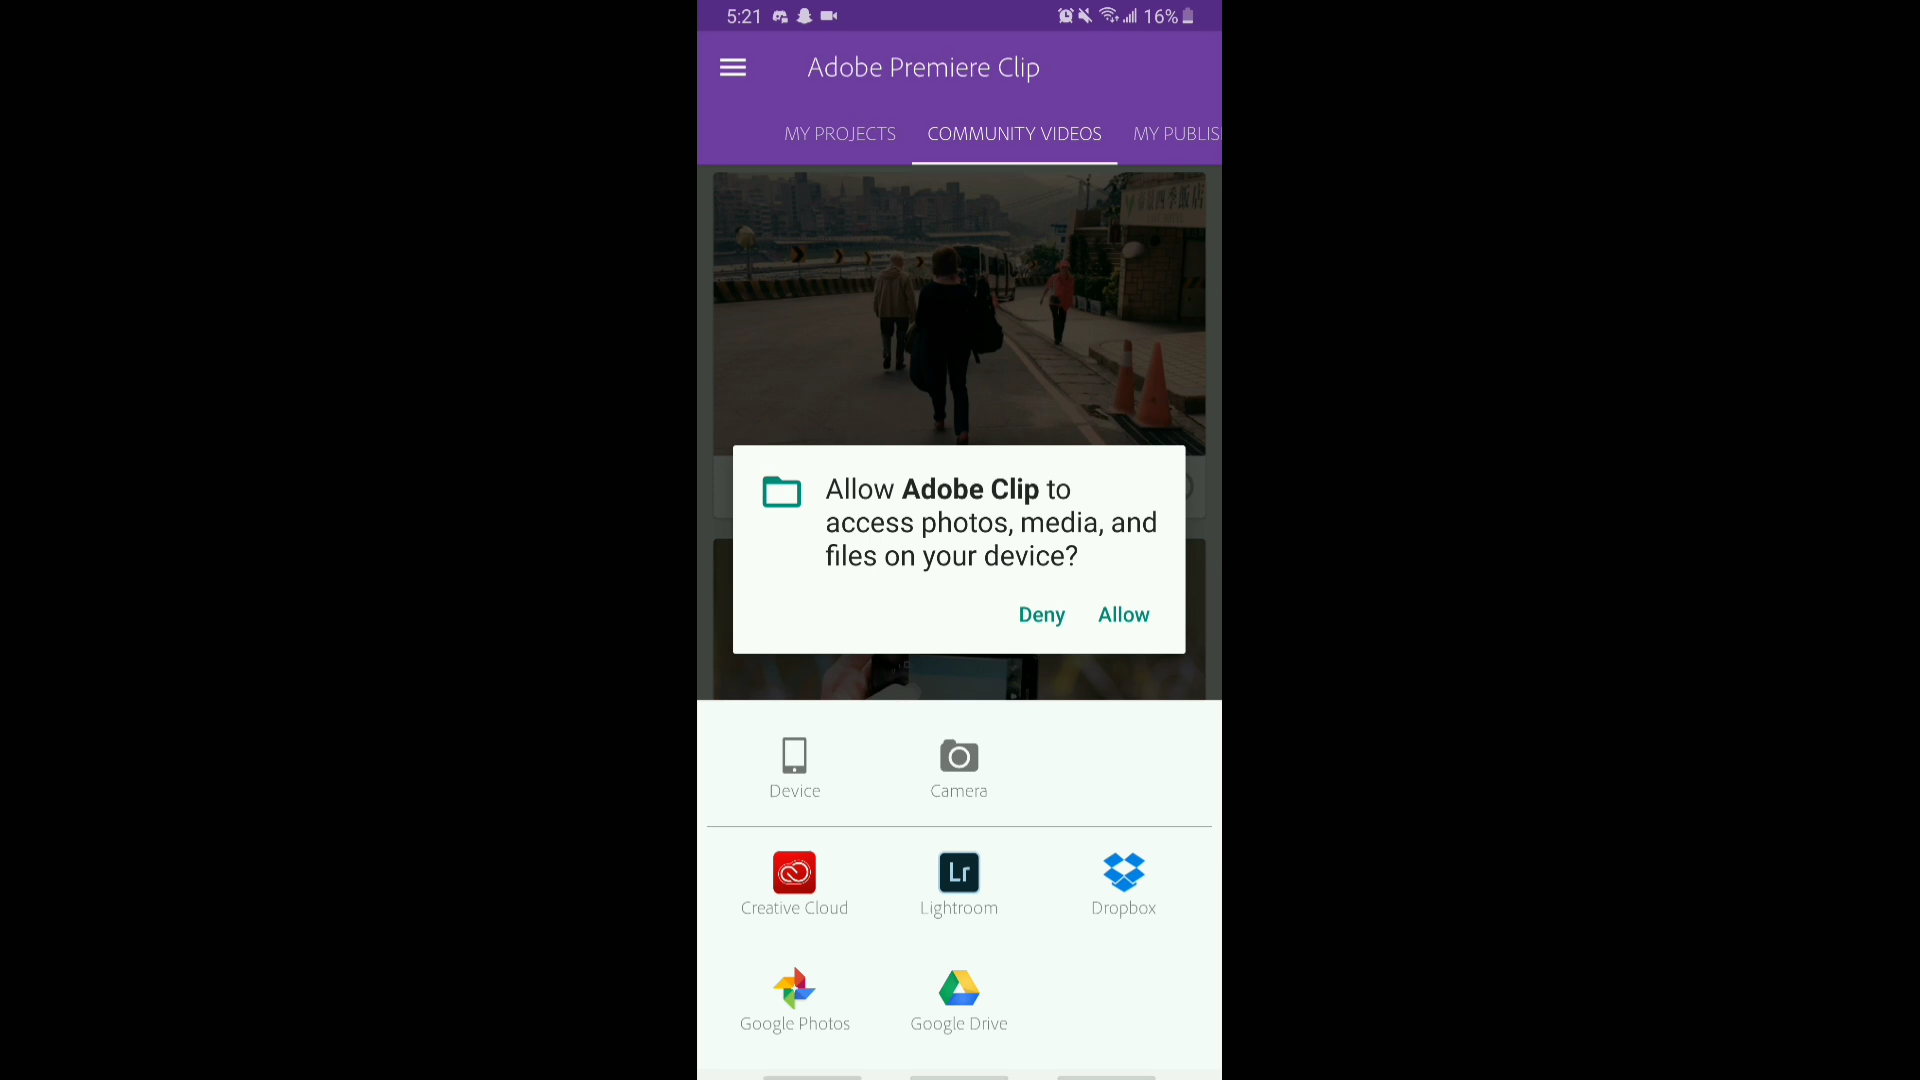 5:21
16%
Adobe Premiere Clip
MY PROJECTS COMMUNITY VIDEOS MY PUBLIS
Allow Adobe Clip to
access photos, media, and
files on your device?
Deny Allow
Device Camera
Creative Cloud Lightroom Dropbox
Lr
Google Photos Google Drive